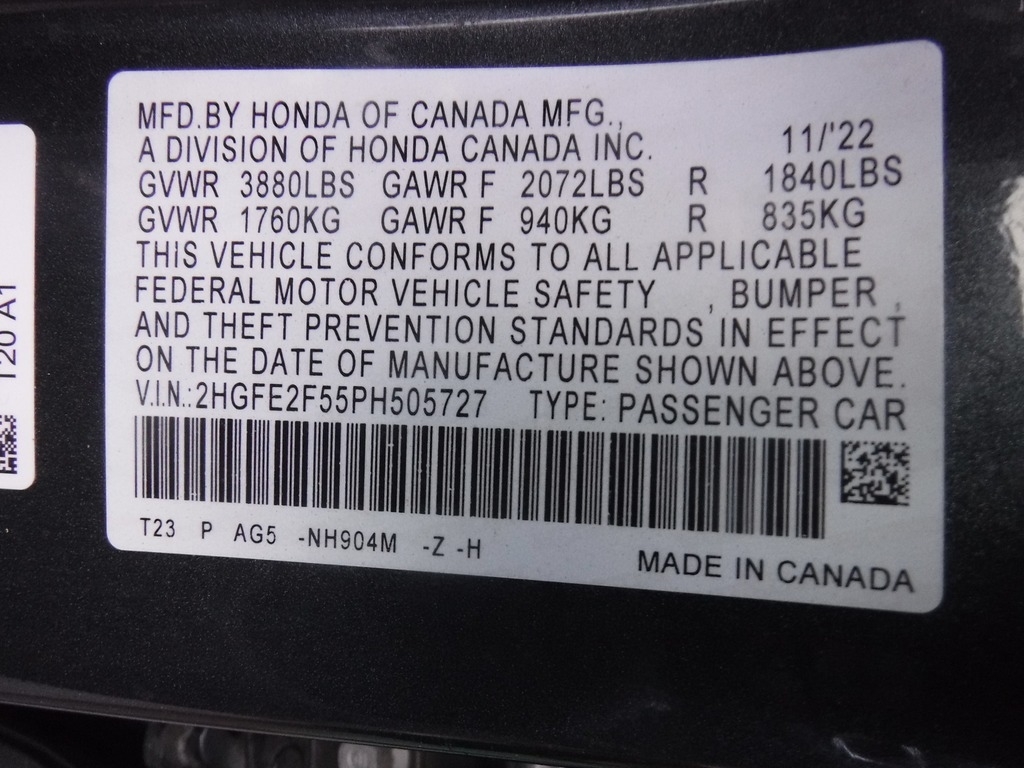 MFD.BY HONDA OF CANADA MFG.,
A DIVISION OF HONDA CANADA INC. 11/'22
GVWR 3880LBS GAWR F 2072LBS R 1840LBS
GVWR 1760KG GAWR F 940KG R 835KG
THIS VEHICLE CONFORMS TO ALL APPLICABLE
FEDERAL MOTOR VEHICLE SAFETY , BUMPER ,
AND THEFT PREVENTION STANDARDS IN EFFECT
ON THE DATE OF MANUFACTURE SHOWN ABOVE.
V.I.N.:2HGFE2F55PH505727 TYPE: PASSENGER CAR
T23 P AG5 -NH904M -Z -H
MADE IN CANADA
120 A1